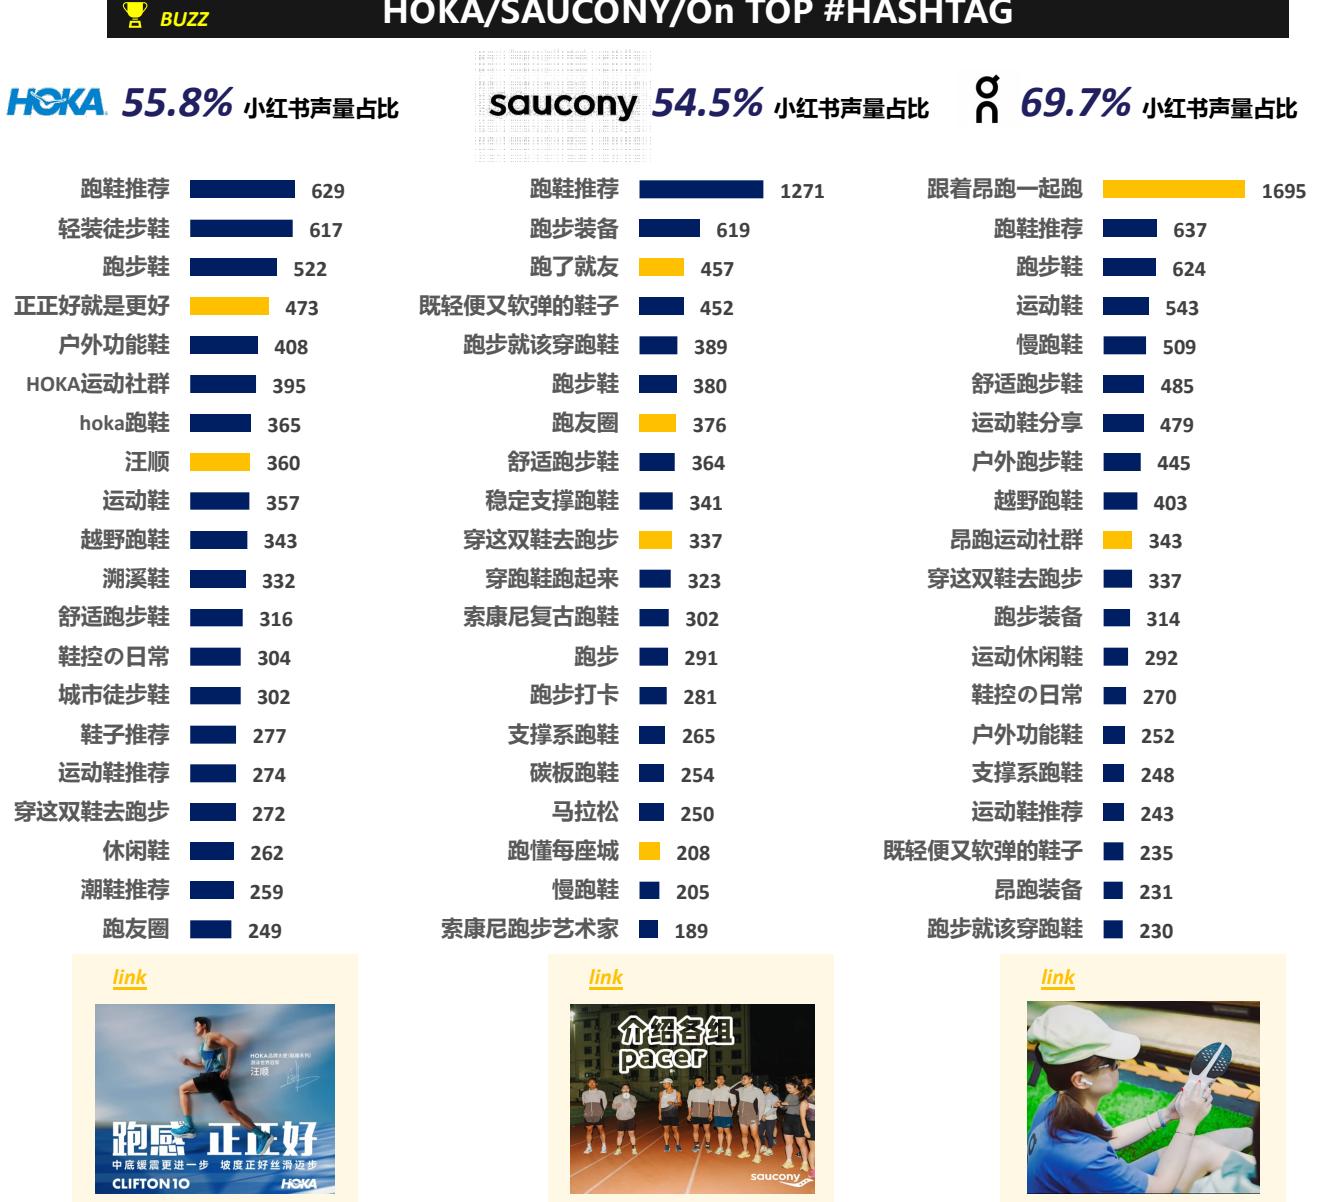 BUZZ
HOKA/SAUCONY/On TOP #HASHTAG
HOKA 55.8% 小红书声量占比
saucony 54.5% 小红书声量占比
on 69.7% 小红书声量占比
跑鞋推荐 629
轻装徒步鞋 617
跑步鞋 522
正正好就是更好 473
户外功能鞋 408
HOKA运动社群 395
hoka跑鞋 365
汪顺 360
运动鞋 357
越野跑鞋 343
溯溪鞋 332
舒适跑步鞋 316
鞋控の日常 304
城市徒步鞋 302
鞋子推荐 277
运动鞋推荐 274
穿这双鞋去跑步 272
休闲鞋 262
潮鞋推荐 259
跑友圈 249
跑鞋推荐 1271
跑步装备 619
跑了就友 457
既轻便又软弹的鞋子 452
跑步就该穿跑鞋 389
跑步鞋 380
跑友圈 376
舒适跑步鞋 364
稳定支撑跑鞋 341
穿这双鞋去跑步 337
穿跑鞋跑起来 323
索康尼复古跑鞋 302
跑步 291
跑步打卡 281
支撑系跑鞋 265
碳板跑鞋 254
马拉松 250
跑懂每座城 208
慢跑鞋 205
索康尼跑步艺术家 189
跟着昂跑一起跑 1695
跑鞋推荐 637
跑步鞋 624
运动鞋 543
慢跑鞋 509
舒适跑步鞋 485
运动鞋分享 479
户外跑步鞋 445
越野跑鞋 403
昂跑运动社群 343
穿这双鞋去跑步 337
跑步装备 314
运动休闲鞋 292
鞋控の日常 270
户外功能鞋 252
支撑系跑鞋 248
运动鞋推荐 243
既轻便又软弹的鞋子 235
昂跑装备 231
跑步就该穿跑鞋 230
link
汪顺
跑感 正正好
中底缓震更进一步 坡度正好丝滑迈步
CLIFTON 10 HOKA
link
介绍各组
pacer
saucony
link